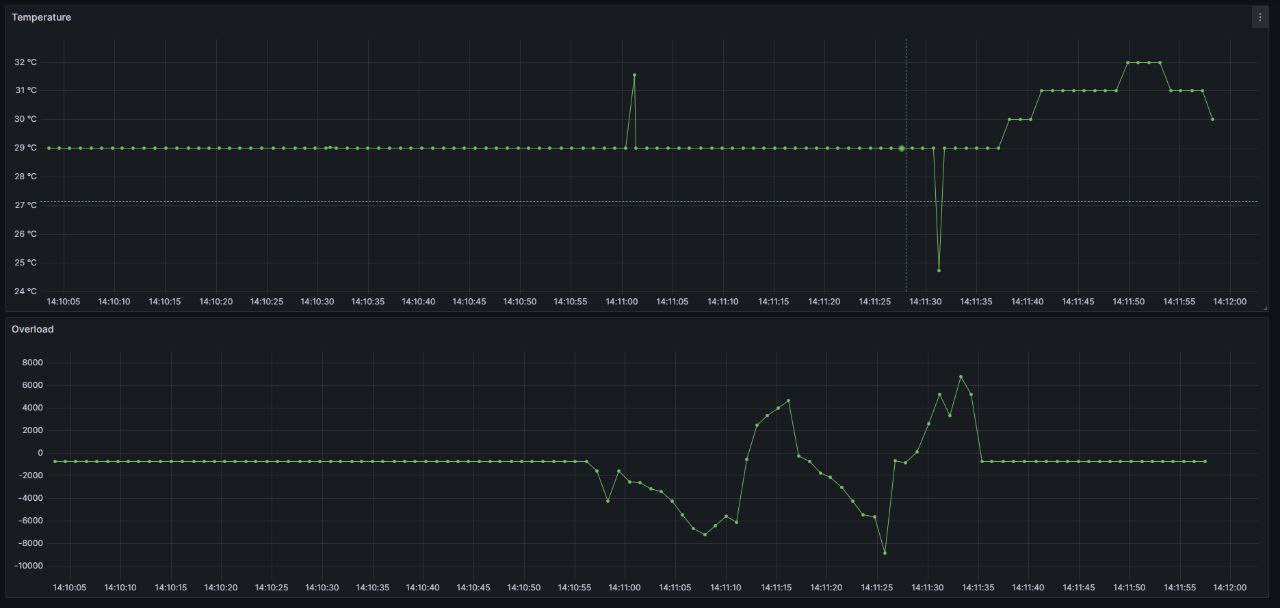 Temperature
32 °C
31 °C
30 °C
29 °C
28 °C
27 °C
26 °C
25 °C
24 °C
14:10:05 14:10:10 14:10:15 14:10:20 14:10:25 14:10:30 14:10:35 14:10:40 14:10:45 14:10:50 14:10:55 14:11:00 14:11:05 14:11:10 14:11:15 14:11:20 14:11:25 14:11:30 14:11:35 14:11:40 14:11:45 14:11:50 14:11:55 14:12:00
Overload
8000
6000
4000
2000
0
-2000
-4000
-6000
-8000
-10000
14:10:05 14:10:10 14:10:15 14:10:20 14:10:25 14:10:30 14:10:35 14:10:40 14:10:45 14:10:50 14:10:55 14:11:00 14:11:05 14:11:10 14:11:15 14:11:20 14:11:25 14:11:30 14:11:35 14:11:40 14:11:45 14:11:50 14:11:55 14:12:00